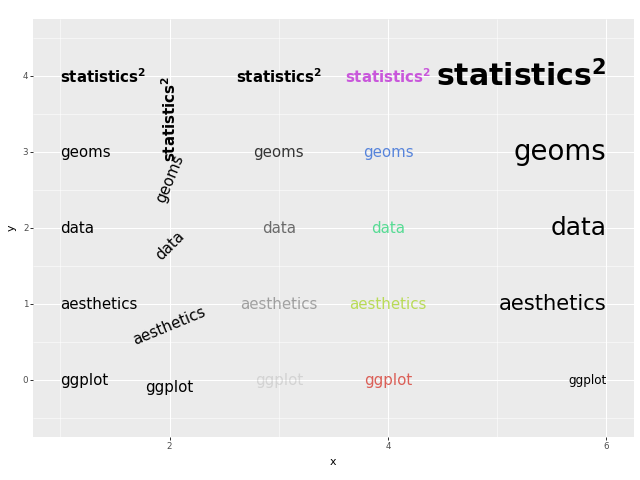 4 statistics² statistics² statistics² statistics² statistics²
3 geoms geoms geoms geoms geoms
2 data data data data data
1 aesthetics aesthetics aesthetics aesthetics aesthetics
0 ggplot ggplot ggplot ggplot ggplot
y
2 4 6
x